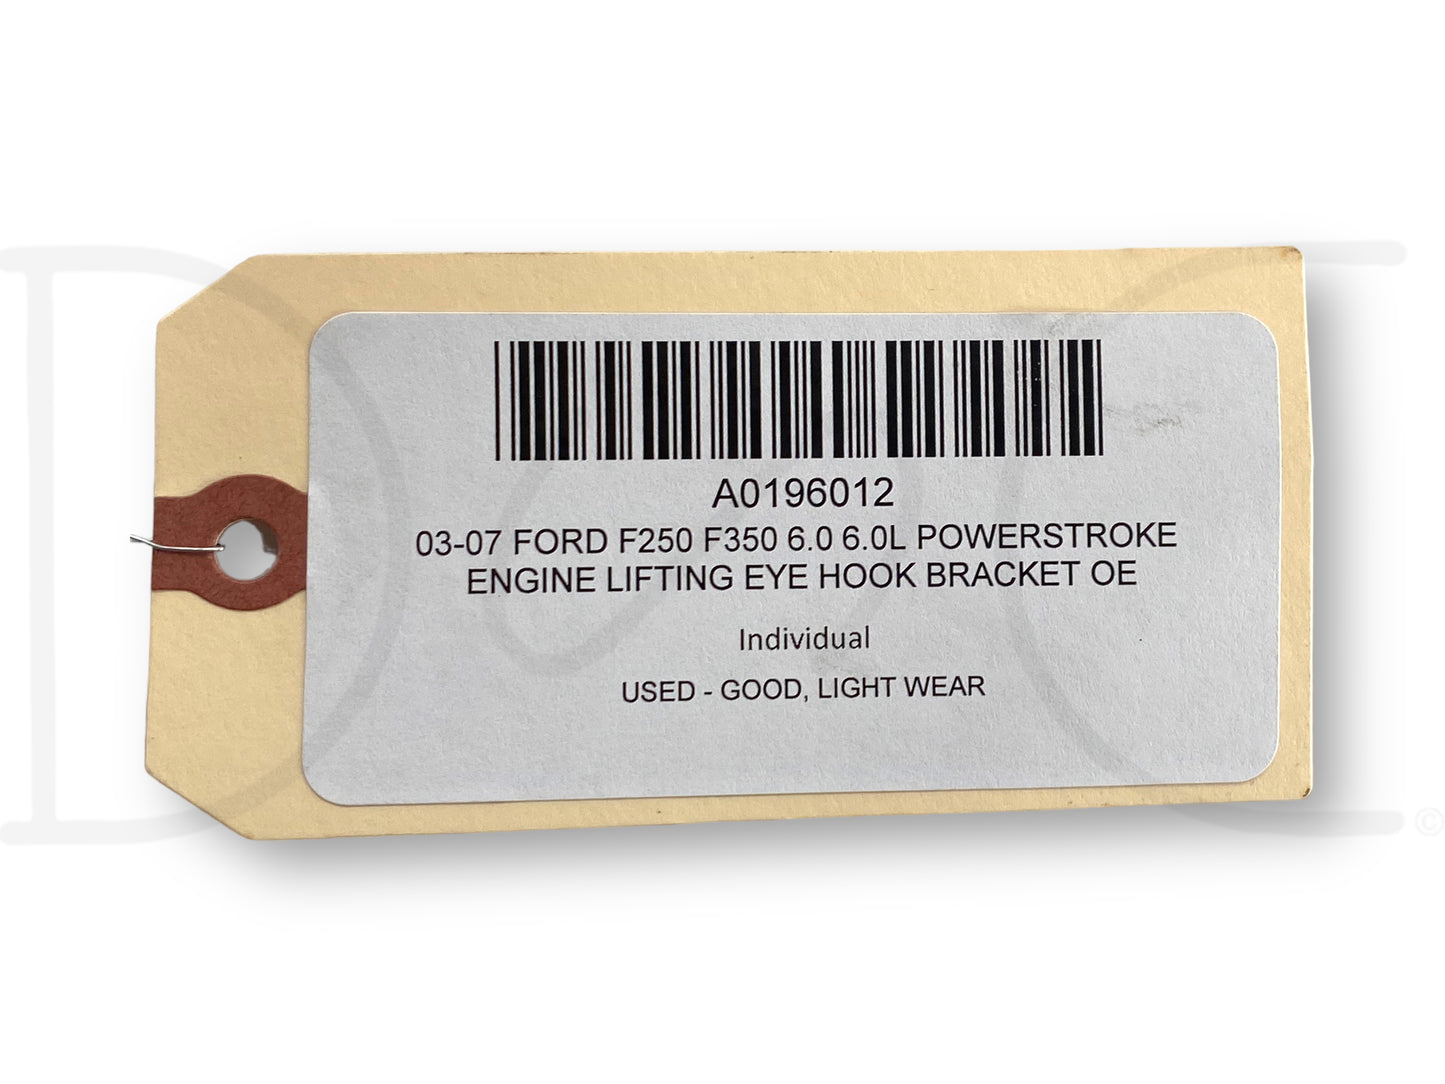 A0196012
03-07 FORD F250 F350 6.0 6.0L POWERSTROKE
ENGINE LIFTING EYE HOOK BRACKET OE
Individual
USED - GOOD, LIGHT WEAR
©